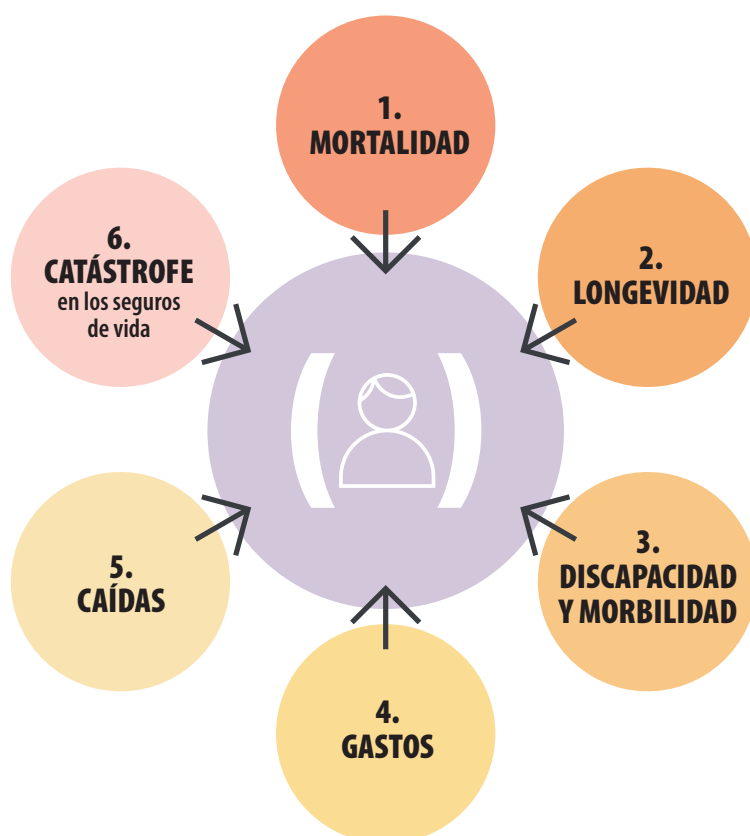 1.
MORTALIDAD
2.
LONGEVIDAD
3.
DISCAPACIDAD
Y MORBILIDAD
4.
GASTOS
5.
CAÍDAS
6.
CATÁSTROFE
en los seguros
de vida